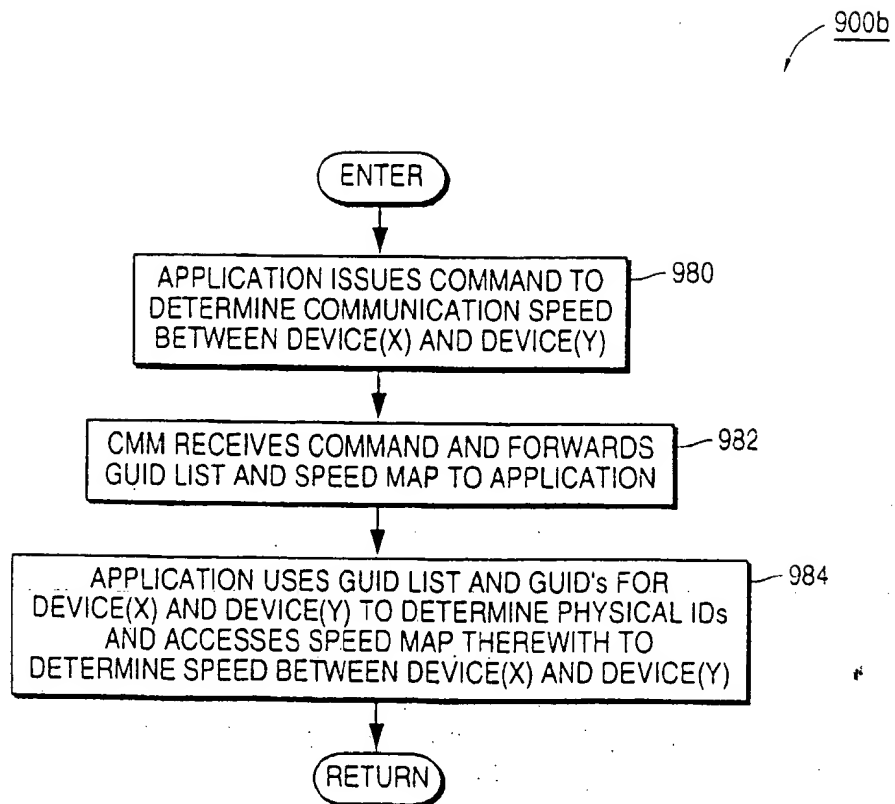 900b
ENTER
APPLICATION ISSUES COMMAND TO
DETERMINE COMMUNICATION SPEED
BETWEEN DEVICE(X) AND DEVICE(Y)
980
CMM RECEIVES COMMAND AND FORWARDS
GUID LIST AND SPEED MAP TO APPLICATION
982
APPLICATION USES GUID LIST AND GUID's FOR
DEVICE(X) AND DEVICE(Y) TO DETERMINE PHYSICAL IDs
AND ACCESSES SPEED MAP THEREWITH TO
DETERMINE SPEED BETWEEN DEVICE(X) AND DEVICE(Y)
984
RETURN